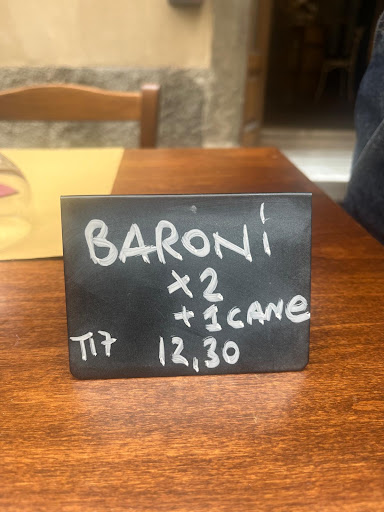 BARONI
x2
+1 CANE
T17 12,30